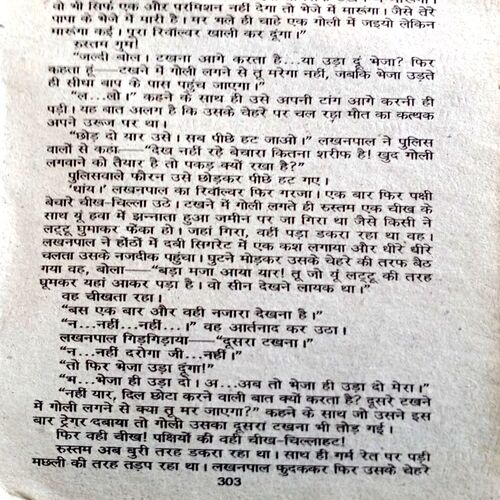 वो भी सिर्फ एक और परमिशन नहीं देगा तो भेजे में मारूंगा। जैसे तेरे
पापा के भेजे में मारी है। मर भले ही चाहे एक गोली में जइयो लेकिन
मारूंगा कई। पूरा रिवॉल्वर खाली कर दूंगा।”
रुस्तम गुम!
“जल्दी बोल। टखना आगे करता है...या उड़ा दूं भेजा? फिर
कहता हूं—टखने में गोली लगने से तू मरेगा नहीं, जबकि भेजा उड़ते
ही सीधा बाप के पास पहुंच जाएगा।”
“ल...लो।” कहने के साथ ही उसे अपनी टांग आगे करनी ही
पड़ी। यह बात अलग है कि उसके चेहरे पर चल रहा मौत का कत्थक
अपने उरूज पर था।
“छोड़ दो यार उसे। सब पीछे हट जाओ।” लखनपाल ने पुलिस
वालों से कहा—“देख नहीं रहे बेचारा कितना शरीफ है! खुद गोली
लगवाने को तैयार है तो पकड़ क्यों रखा है?”
पुलिसवाले फौरन उसे छोड़कर पीछे हट गए।
‘धांय।’ लखनपाल का रिवॉल्वर फिर गरजा। एक बार फिर पक्षी
बेचारे चीख-चिल्ला उठे। टखने में गोली लगते ही रुस्तम एक चीख के
साथ यूं हवा में झन्नाता हुआ जमीन पर जा गिरा था जैसे किसी ने
लट्टू घुमाकर फेंका हो। जहां गिरा, वहीं पड़ा डकरा रहा था वह।
लखनपाल ने होंठों में दबी सिगरेट में एक कश लगाया और धीरे धीरे
चलता उसके नजदीक पहुंचा। घुटने मोड़कर उसके चेहरे की तरफ बैठ
गया वह, बोला—“बड़ा मजा आया यार! तू जो यूं लट्टू की तरह
घूमकर यहां आकर पड़ा है। वो सीन देखने लायक था।”
वह चीखता रहा।
“बस एक बार और वही नजारा देखना है।”
“न...नहीं...नहीं...।” वह आर्तनाद कर उठा।
लखनपाल गिड़गिड़ाया—“दूसरा टखना।”
“न...नहीं दरोगा जी...नहीं।”
“तो फिर भेजा उड़ा दूंगा!”
“भ...भेजा ही उड़ा दो। अ...अब तो भेजा ही उड़ा दो मेरा।”
“नहीं यार, दिल छोटा करने वाली बात क्यों करता है? दूसरे टखने
में गोली लगने से क्या तू मर जाएगा?” कहने के साथ जो उसने इस
बार ट्रेगर दबाया तो गोली उसका दूसरा टखना भी तोड़ गई।
फिर वही चीख! पक्षियों की वही चीख-चिल्लाहट!
रुस्तम अब बुरी तरह डकरा रहा था। साथ ही गर्म रेत पर पड़ी
मछली की तरह तड़प रहा था। लखनपाल फुदककर फिर उसके चेहरे
303